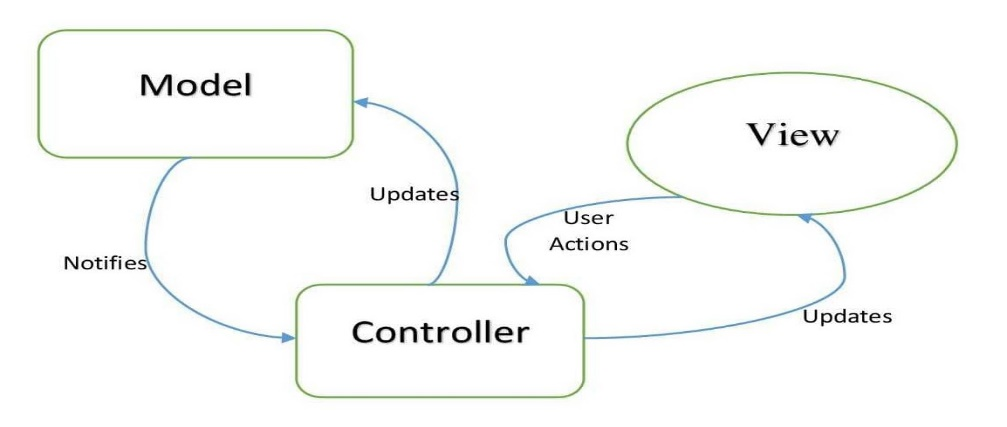 Model
View
Updates
User
Actions
Notifies
Updates
Controller